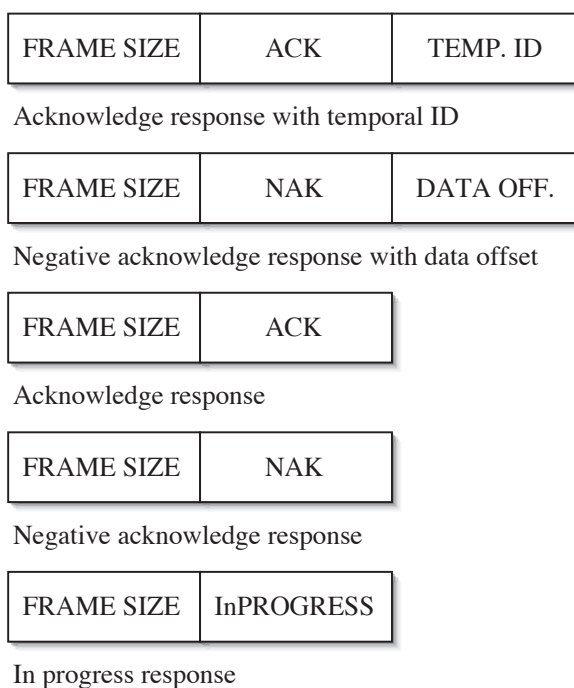 FRAME SIZE ACK TEMP. ID
Acknowledge response with temporal ID
FRAME SIZE NAK DATA OFF.
Negative acknowledge response with data offset
FRAME SIZE ACK
Acknowledge response
FRAME SIZE NAK
Negative acknowledge response
FRAME SIZE InPROGRESS
In progress response